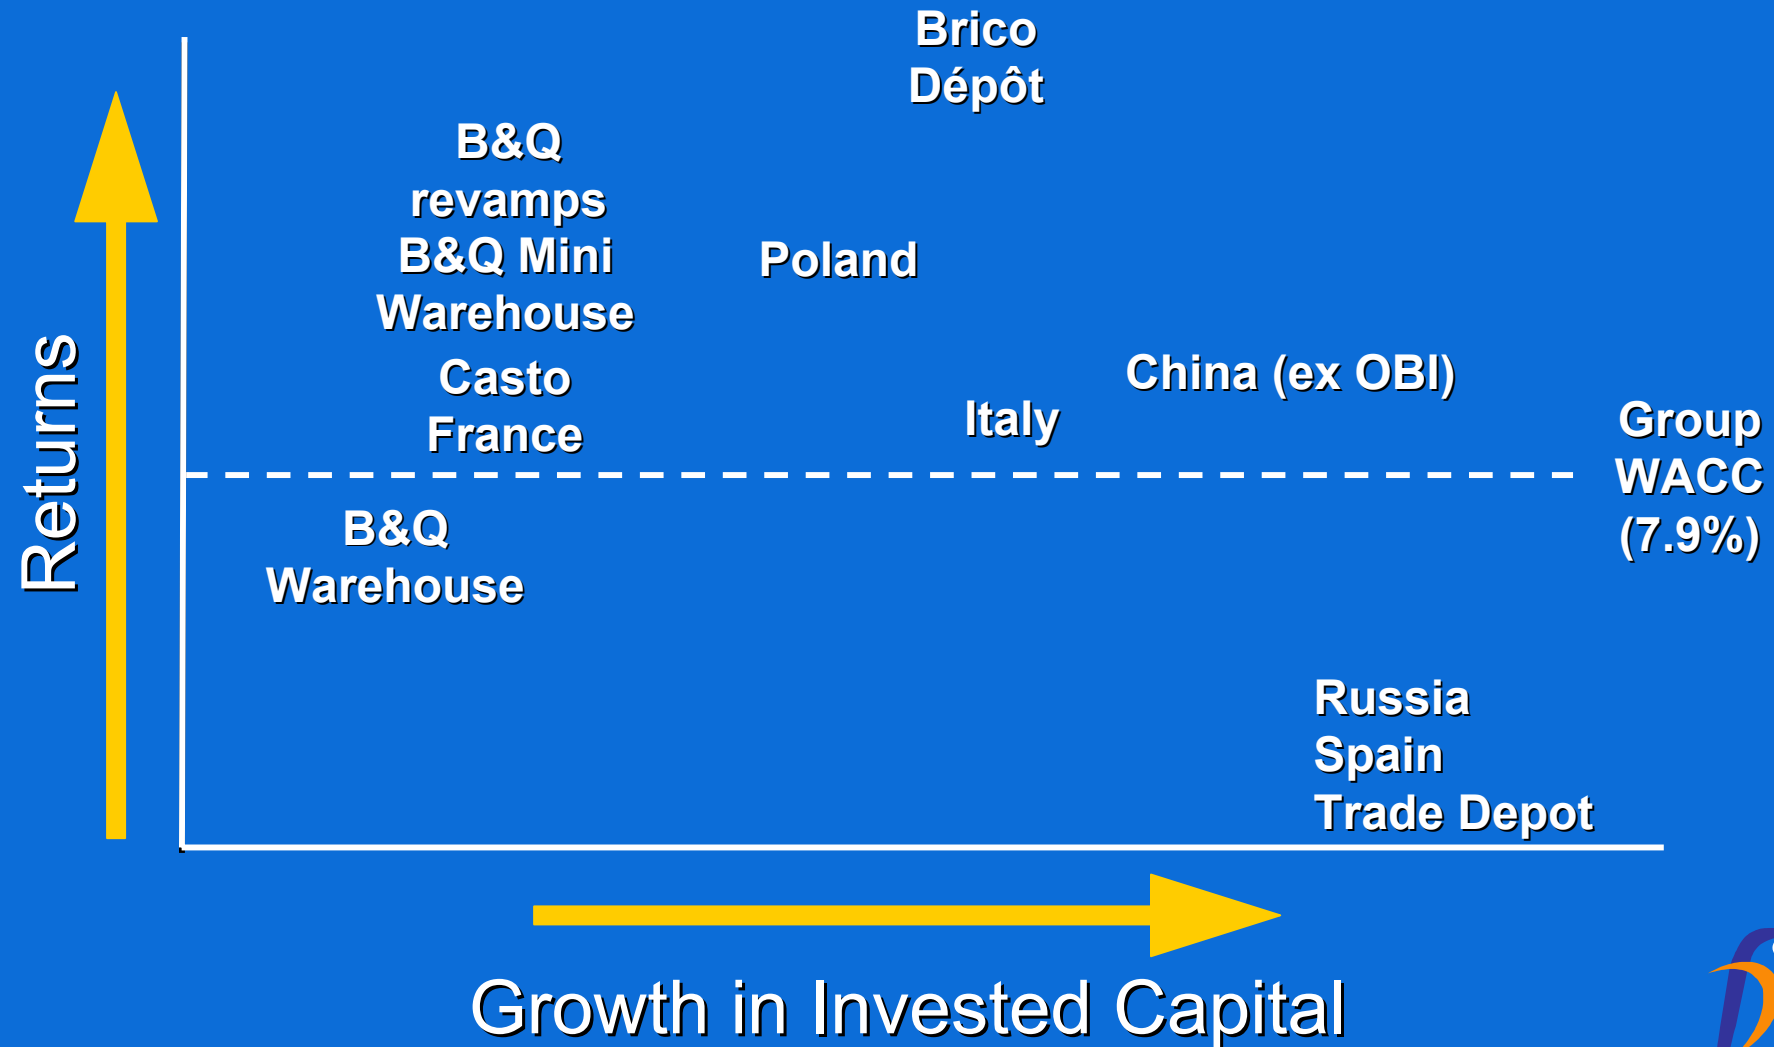 Brico
Dépôt
B&Q
revamps
B&Q Mini
Warehouse
Poland
Casto
France
China (ex OBI)
Italy
Group
WACC
(7.9%)
Returns
B&Q
Warehouse
Russia
Spain
Trade Depot
Growth in Invested Capital